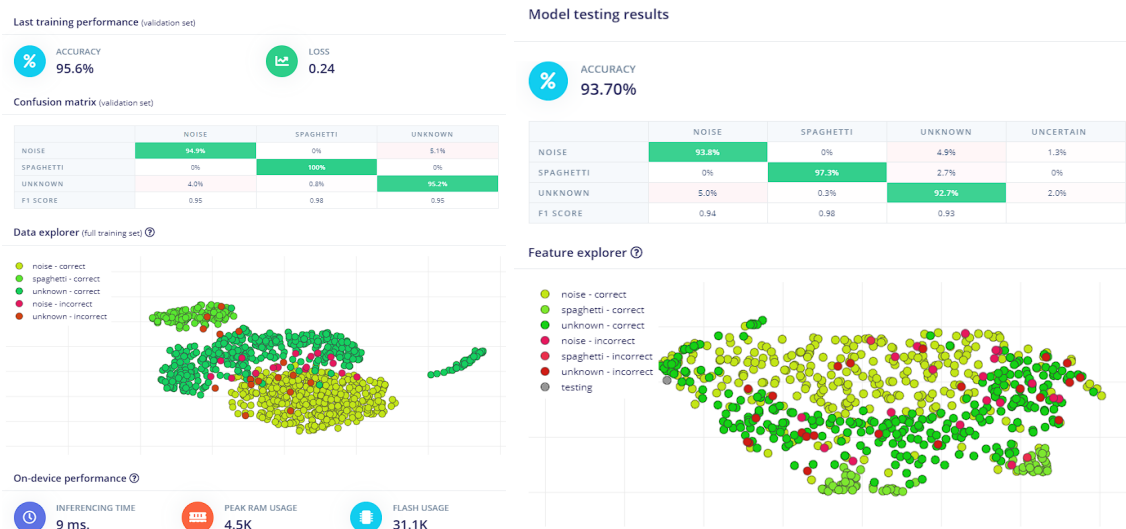 Last training performance (validation set)
ACCURACY
95.6%
LOSS
0.24
Confusion matrix (validation set)
NOISE SPAGHETTI UNKNOWN
NOISE 94.9% 0% 5.1%
SPAGHETTI 0% 100% 0%
UNKNOWN 4.0% 0.8% 95.2%
F1 SCORE 0.95 0.98 0.95
Data explorer (full training set) ?
noise - correct
spaghetti - correct
unknown - correct
noise - incorrect
unknown - incorrect
On-device performance ?
INFERENCING TIME
9 ms.
PEAK RAM USAGE
4.5K
FLASH USAGE
31.1K
Model testing results
%
ACCURACY
93.70%
NOISE SPAGHETTI UNKNOWN UNCERTAIN
NOISE 93.8% 0% 4.9% 1.3%
SPAGHETTI 0% 97.3% 2.7% 0%
UNKNOWN 5.0% 0.3% 92.7% 2.0%
F1 SCORE 0.94 0.98 0.93
Feature explorer ?
noise - correct
spaghetti - correct
unknown - correct
noise - incorrect
spaghetti - incorrect
unknown - incorrect
testing